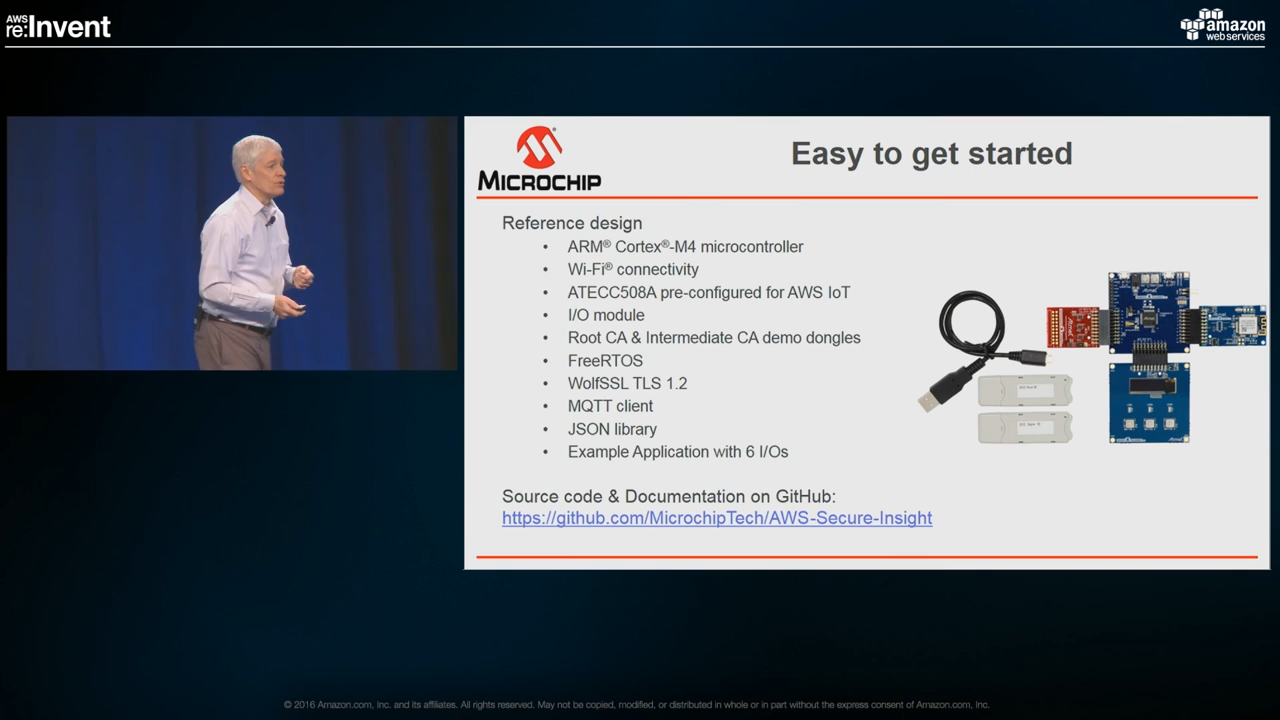 AWS
re:Invent
amazon
web services
MICROCHIP
Easy to get started
Reference design
• ARM® Cortex®-M4 microcontroller
• Wi-Fi® connectivity
• ATECC508A pre-configured for AWS IoT
• I/O module
• Root CA & Intermediate CA demo dongles
• FreeRTOS
• WolfSSL TLS 1.2
• MQTT client
• JSON library
• Example Application with 6 I/Os
Source code & Documentation on GitHub:
https://github.com/MicrochipTech/AWS-Secure-Insight
© 2016 Amazon.com, Inc. and its affiliates. All rights reserved. May not be copied, modified, or distributed in whole or in part without the express consent of Amazon.com, Inc.